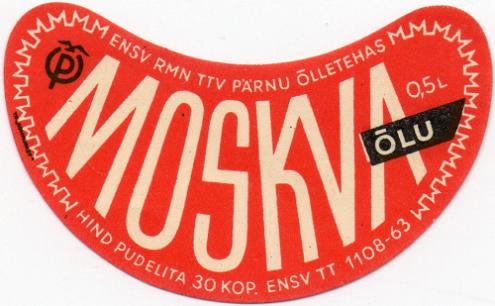 ENSV RMN TTV PÄRNU ÕLLETEHAS
MOSKVA
0,5L
ÕLU
HIND PUDELITA 30 KOP. ENSV TT 1108-63